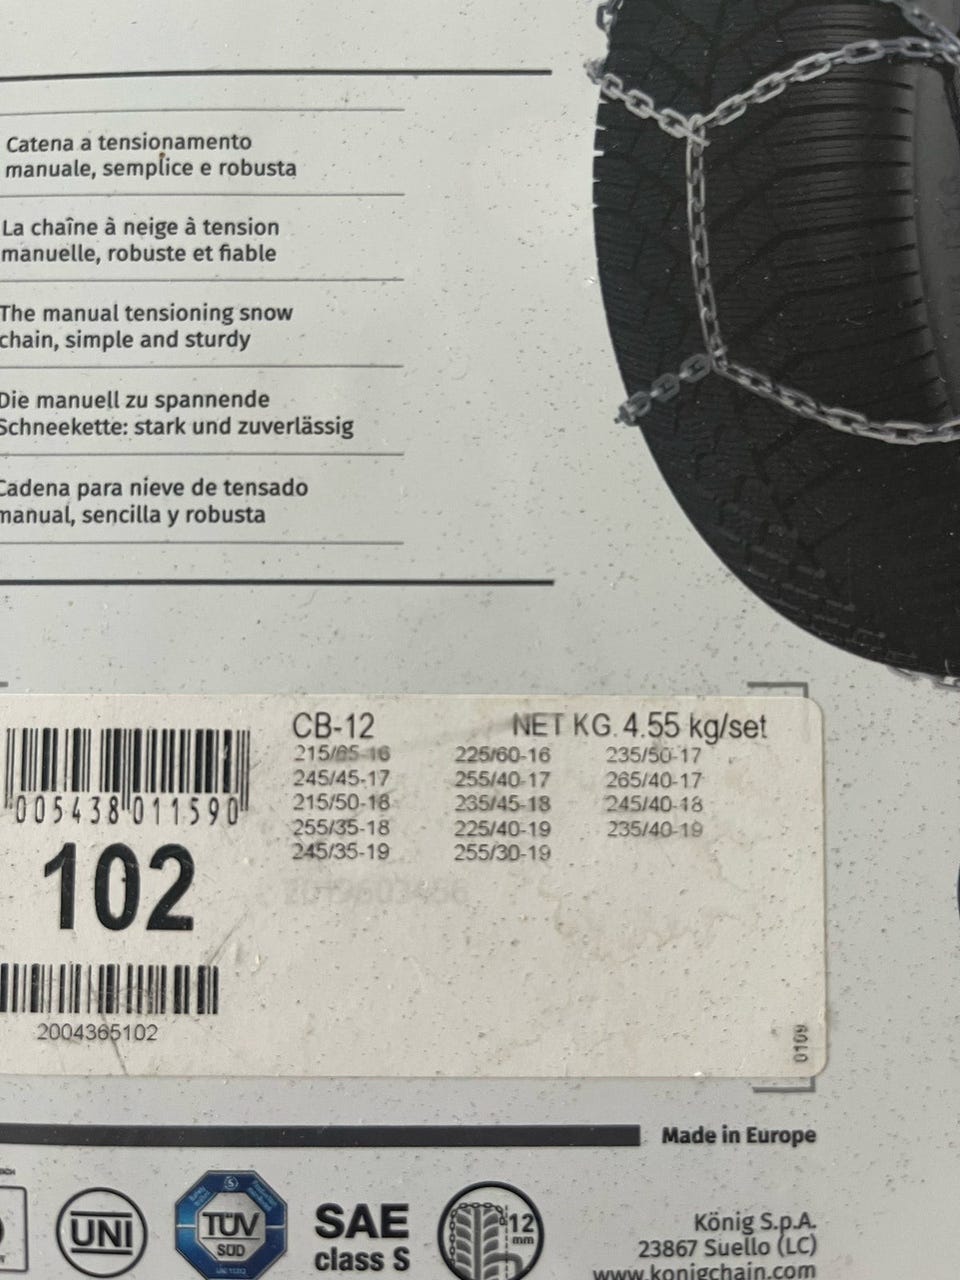 Catena a tensionamento
manuale, semplice e robusta
La chaîne à neige à tension
manuelle, robuste et fiable
The manual tensioning snow
chain, simple and sturdy
Die manuell zu spannende
Schneekette: stark und zuverlässig
Cadena para nieve de tensado
manual, sencilla y robusta
CB-12 NET KG. 4.55 kg/set
215/65-16 225/60-16 235/50-17
245/45-17 255/40-17 265/40-17
215/50-18 235/45-18 245/40-18
255/35-18 225/40-19 235/40-19
245/35-19 255/30-19
005438 011590
102
2004365102
0169
Made in Europe
UNI
TÜV
SÜD
SAE
class S
12
mm
König S.p.A.
23867 Suello (LC)
www.konigchain.com